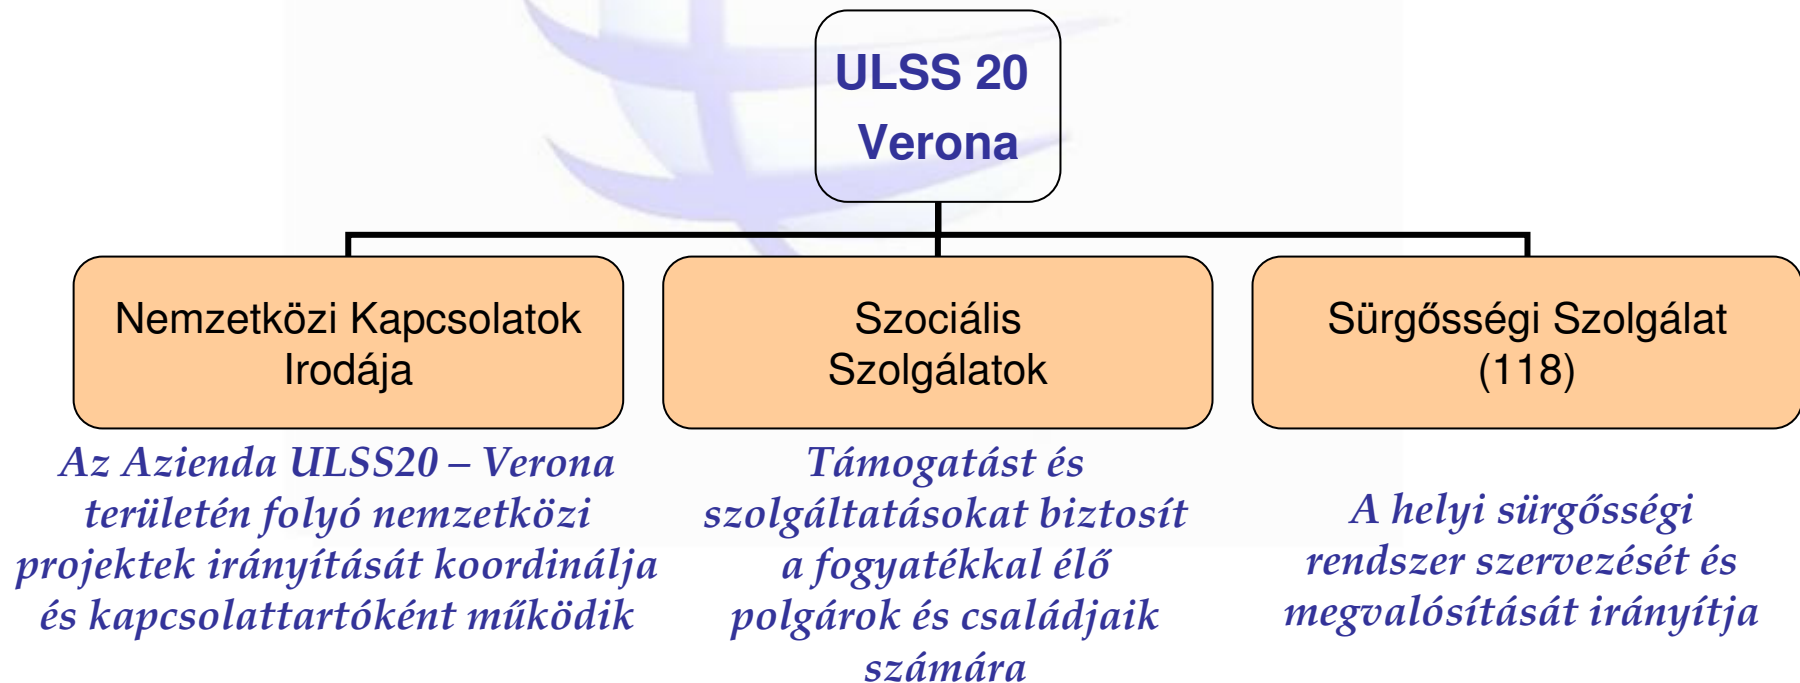 ULSS 20
Verona
Nemzetközi Kapcsolatok
Irodája
Az Azienda ULSS20 – Verona
területén folyó nemzetközi
projektek irányítását koordinálja
és kapcsolattartóként működik
Szociális
Szolgálatok
Támogatást és
szolgáltatásokat biztosít
a fogyatékkal élő
polgárok és családjaik
számára
Sürgősségi Szolgálat
(118)
A helyi sürgősségi
rendszer szervezését és
megvalósítását irányítja